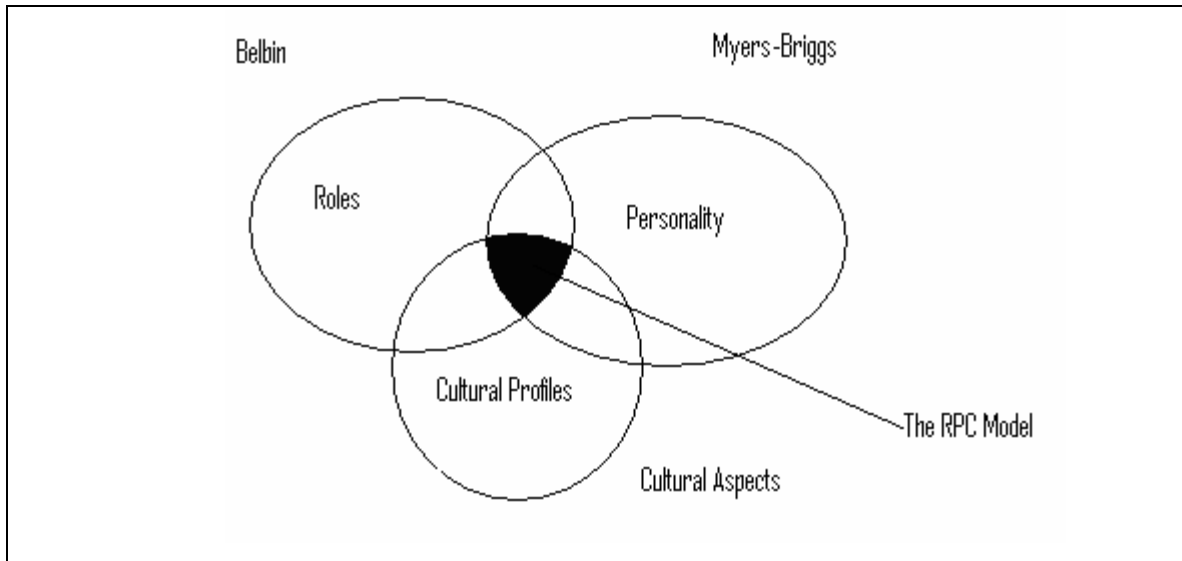 Belbin
Myers-Briggs
Roles
Personality
Cultural Profiles
The RPC Model
Cultural Aspects